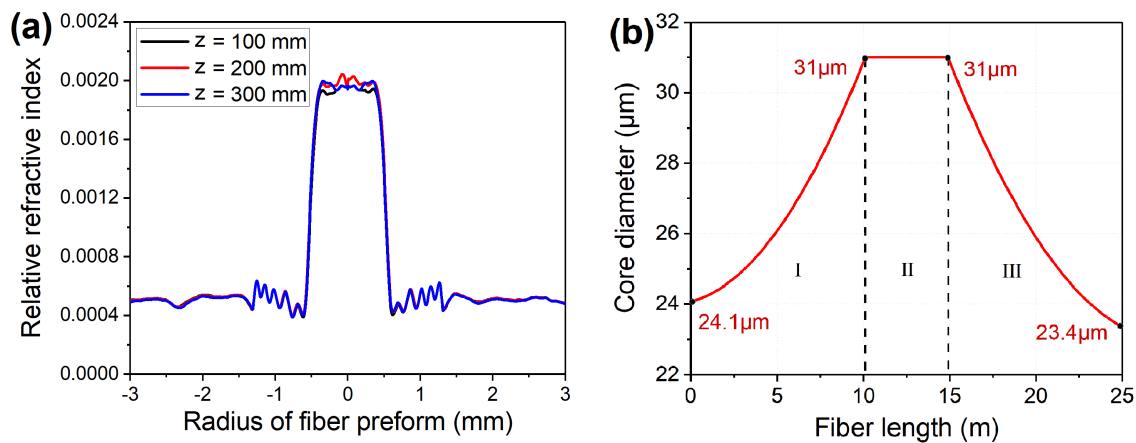 (a)
0.0024
0.0020
0.0016
0.0012
0.0008
0.0004
0.0000
Relative refractive index
z = 100 mm
z = 200 mm
z = 300 mm
-3 -2 -1 0 1 2 3
Radius of fiber preform (mm)
(b)
32
30
28
26
24
22
Core diameter (μm)
31μm
31μm
I
II
III
24.1μm
23.4μm
0 5 10 15 20 25
Fiber length (m)